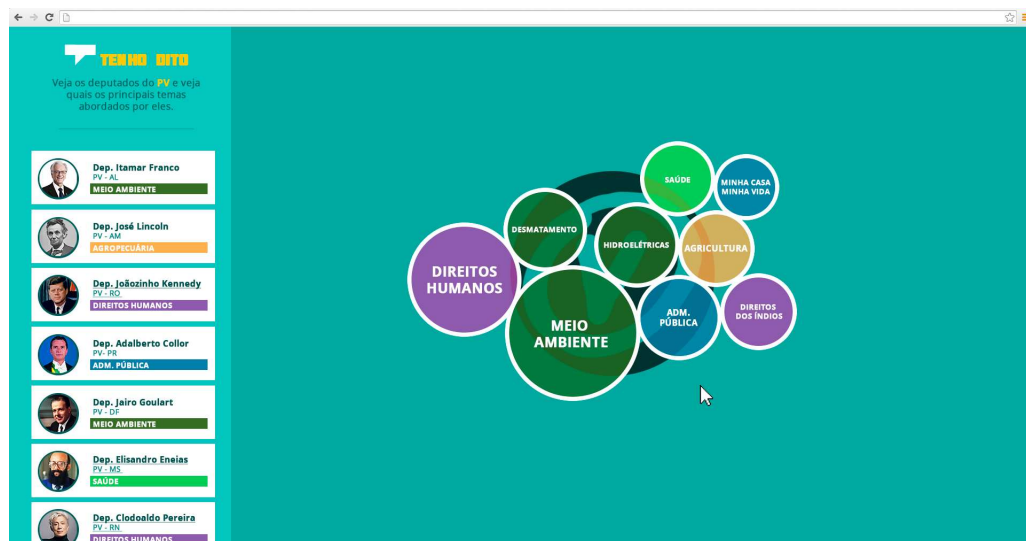 TENHO DITO
Veja os deputados do PV e veja
quais os principais temas
abordados por eles.
Dep. Itamar Franco
PV - AL
MEIO AMBIENTE
Dep. José Lincoln
PV - AM
AGROPECUÁRIA
Dep. Joãozinho Kennedy
PV - RO
DIREITOS HUMANOS
Dep. Adalberto Collor
PV- PR
ADM. PÚBLICA
Dep. Jairo Goulart
PV - DF
MEIO AMBIENTE
Dep. Elisandro Eneias
PV - MS
SAÚDE
Dep. Clodoaldo Pereira
PV - RN
DIREITOS HUMANOS
SAÚDE
MINHA CASA
MINHA VIDA
DESMATAMENTO
HIDROELÉTRICAS
AGRICULTURA
DIREITOS
HUMANOS
MEIO
AMBIENTE
ADM.
PÚBLICA
DIREITOS
DOS ÍNDIOS